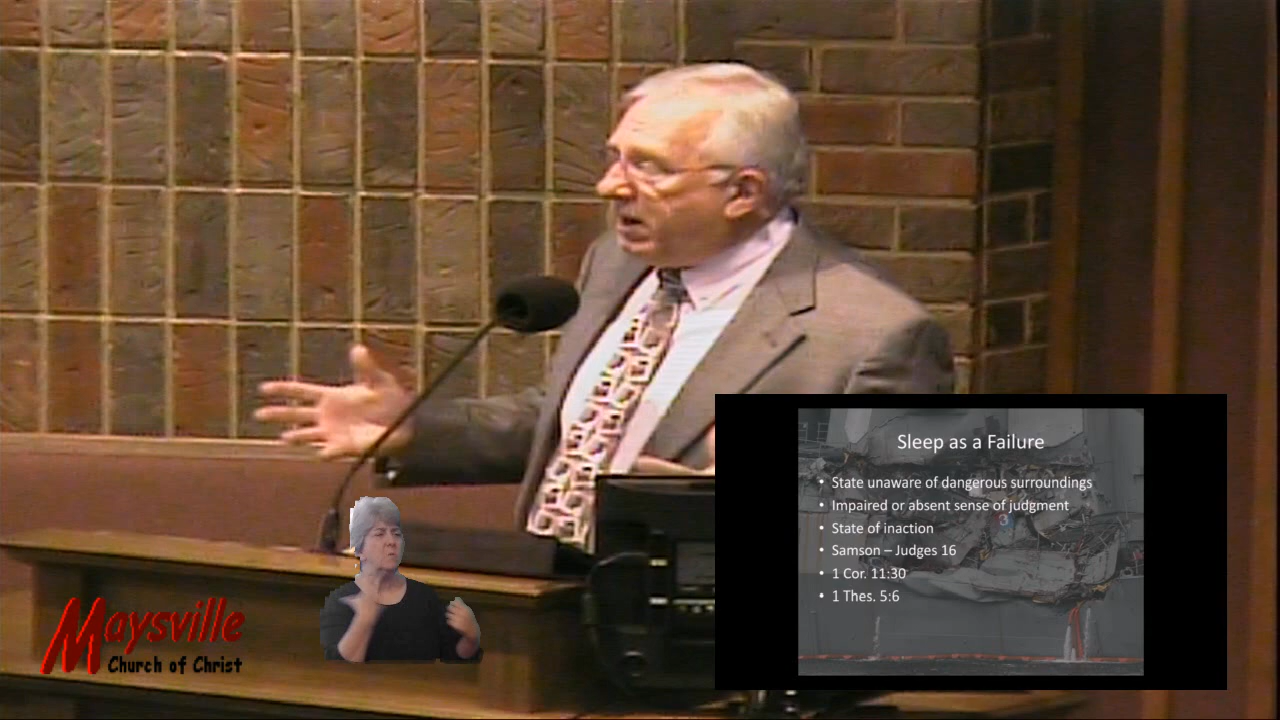 Sleep as a Failure
• State unaware of dangerous surroundings
• Impaired or absent sense of judgment
• State of inaction
• Samson – Judges 16
• 1 Cor. 11:30
• 1 Thes. 5:6
3
Maysville
Church of Christ